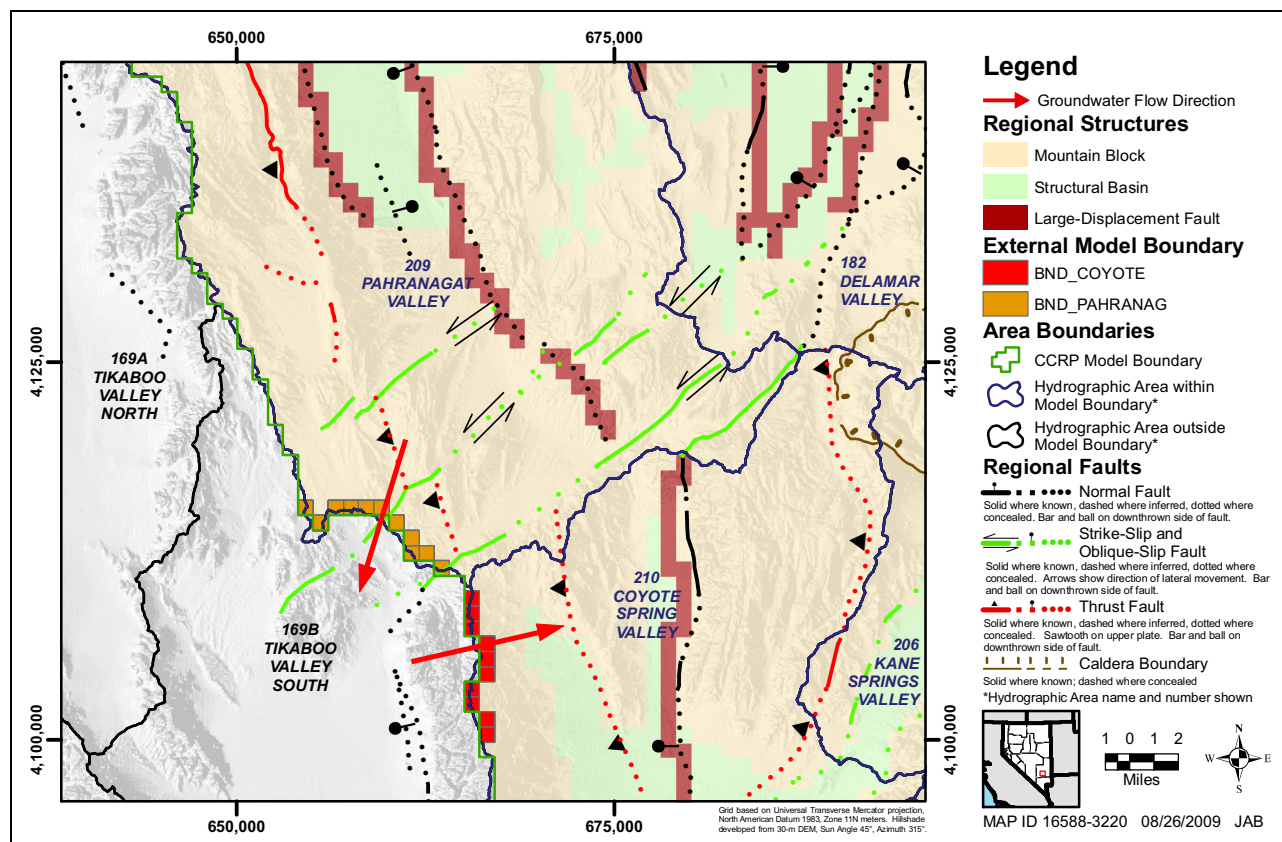 650,000
675,000
4,125,000
4,100,000
4,125,000
4,100,000
650,000
675,000
209
PAHRANAGAT
VALLEY
182
DELAMAR
VALLEY
169A
TIKABOO
VALLEY
NORTH
169B
TIKABOO
VALLEY
SOUTH
210
COYOTE
SPRING
VALLEY
206
KANE
SPRINGS
VALLEY
Legend
Groundwater Flow Direction
Regional Structures
Mountain Block
Structural Basin
Large-Displacement Fault
External Model Boundary
BND_COYOTE
BND_PAHRANAG
Area Boundaries
CCRP Model Boundary
Hydrographic Area within
Model Boundary*
Hydrographic Area outside
Model Boundary*
Regional Faults
Normal Fault
Solid where known, dashed where inferred, dotted where
concealed. Bar and ball on downthrown side of fault.
Strike-Slip and
Oblique-Slip Fault
Solid where known, dashed where inferred, dotted where
concealed. Arrows show direction of lateral movement. Bar
and ball on downthrown side of fault.
Thrust Fault
Solid where known, dashed where inferred, dotted where
concealed. Sawtooth on upper plate. Bar and ball on
downthrown side of fault.
Caldera Boundary
Solid where known; dashed where concealed
*Hydrographic Area name and number shown
1 0 1 2
Miles
N
W E
S
MAP ID 16588-3220 08/26/2009 JAB
Grid based on Universal Transverse Mercator projection,
North American Datum 1983, Zone 11N meters. Hillshade
developed from 30-m DEM, Sun Angle 45°, Azimuth 315°.